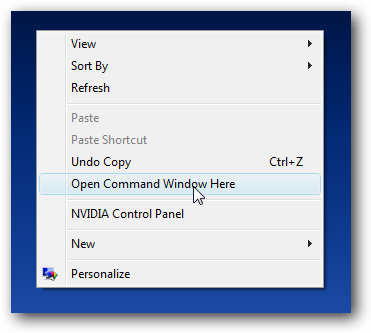 View
Sort By
Refresh
Paste
Paste Shortcut
Undo Copy Ctrl+Z
Open Command Window Here
NVIDIA Control Panel
New
Personalize